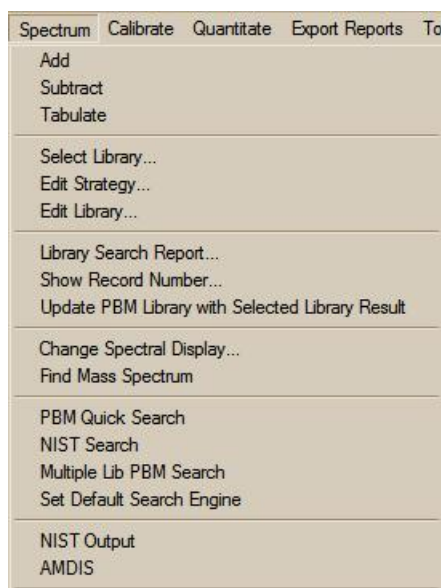 Spectrum Calibrate Quantitate Export Reports To
Add
Subtract
Tabulate
Select Library...
Edit Strategy...
Edit Library...
Library Search Report...
Show Record Number...
Update PBM Library with Selected Library Result
Change Spectral Display...
Find Mass Spectrum
PBM Quick Search
NIST Search
Multiple Lib PBM Search
Set Default Search Engine
NIST Output
AMDIS